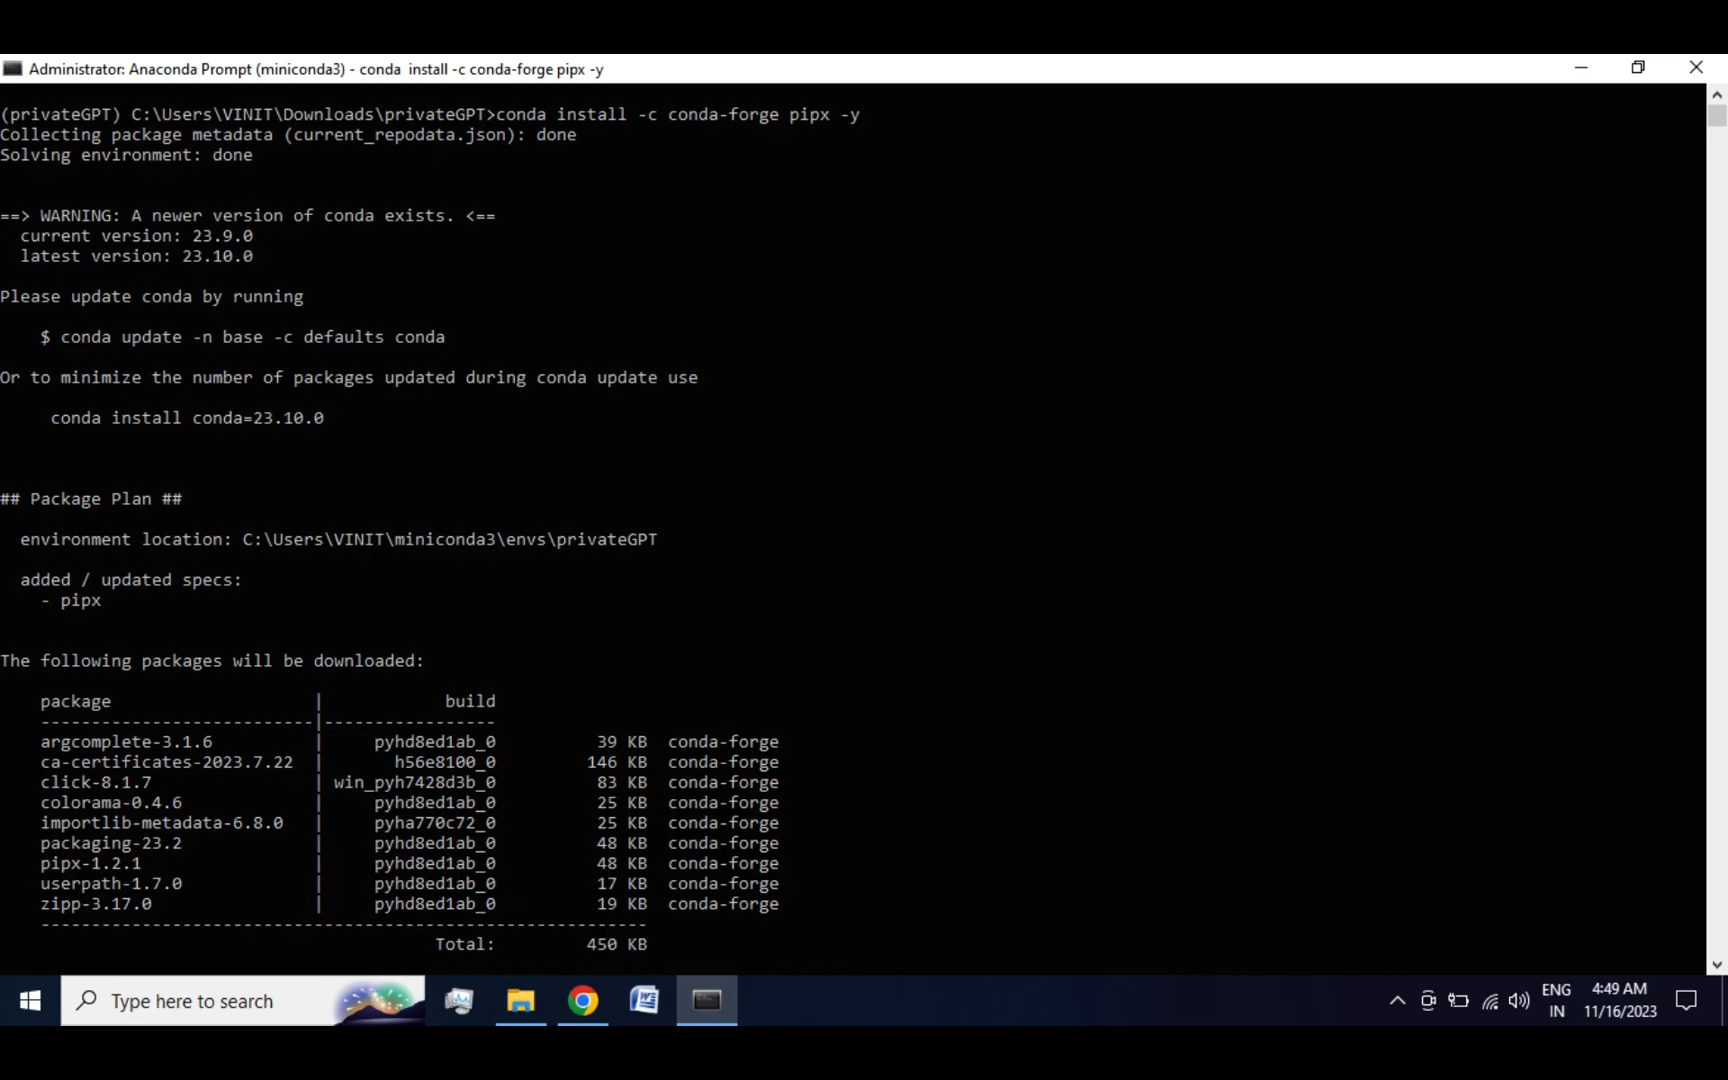 Administrator: Anaconda Prompt (miniconda3) - conda  install -c conda-forge pipx -y
(privateGPT) C:\Users\VINIT\Downloads\privateGPT>conda install -c conda-forge pipx -y
Collecting package metadata (current_repodata.json): done
Solving environment: done
==> WARNING: A newer version of conda exists. <==
  current version: 23.9.0
  latest version: 23.10.0
Please update conda by running
    $ conda update -n base -c defaults conda
Or to minimize the number of packages updated during conda update use
     conda install conda=23.10.0
## Package Plan ##
  environment location: C:\Users\VINIT\miniconda3\envs\privateGPT
  added / updated specs:
    - pipx
The following packages will be downloaded:
    package                    |            build
    ---------------------------|-----------------
    argcomplete-3.1.6          |     pyhd8ed1ab_0          39 KB  conda-forge
    ca-certificates-2023.7.22  |       h56e8100_0         146 KB  conda-forge
    click-8.1.7                | win_pyh7428d3b_0          83 KB  conda-forge
    colorama-0.4.6             |     pyhd8ed1ab_0          25 KB  conda-forge
    importlib-metadata-6.8.0   |     pyha770c72_0          25 KB  conda-forge
    packaging-23.2             |     pyhd8ed1ab_0          48 KB  conda-forge
    pipx-1.2.1                 |     pyhd8ed1ab_0          48 KB  conda-forge
    userpath-1.7.0             |     pyhd8ed1ab_0          17 KB  conda-forge
    zipp-3.17.0                |     pyhd8ed1ab_0          19 KB  conda-forge
    ------------------------------------------------------------
                                           Total:         450 KB
Type here to search
ENG
IN
4:49 AM
11/16/2023